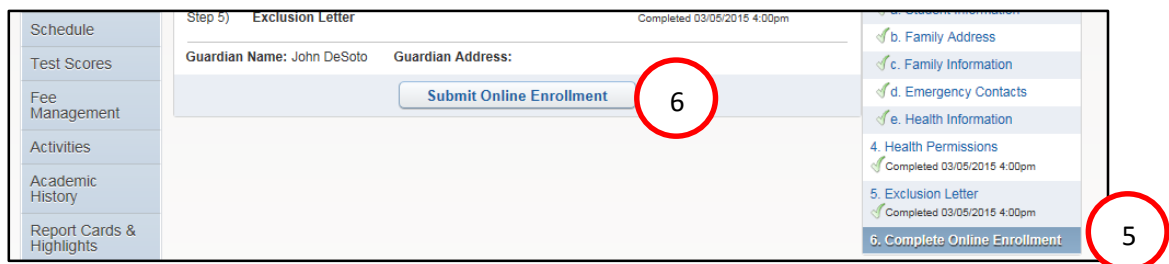 Schedule
Test Scores
Fee
Management
Activities
Academic
History
Report Cards &
Highlights
Step 5) Exclusion Letter Completed 03/05/2015 4:00pm
Guardian Name: John DeSoto Guardian Address:
Submit Online Enrollment
6
a. Student Information
b. Family Address
c. Family Information
d. Emergency Contacts
e. Health Information
4. Health Permissions
Completed 03/05/2015 4:00pm
5. Exclusion Letter
Completed 03/05/2015 4:00pm
6. Complete Online Enrollment
5